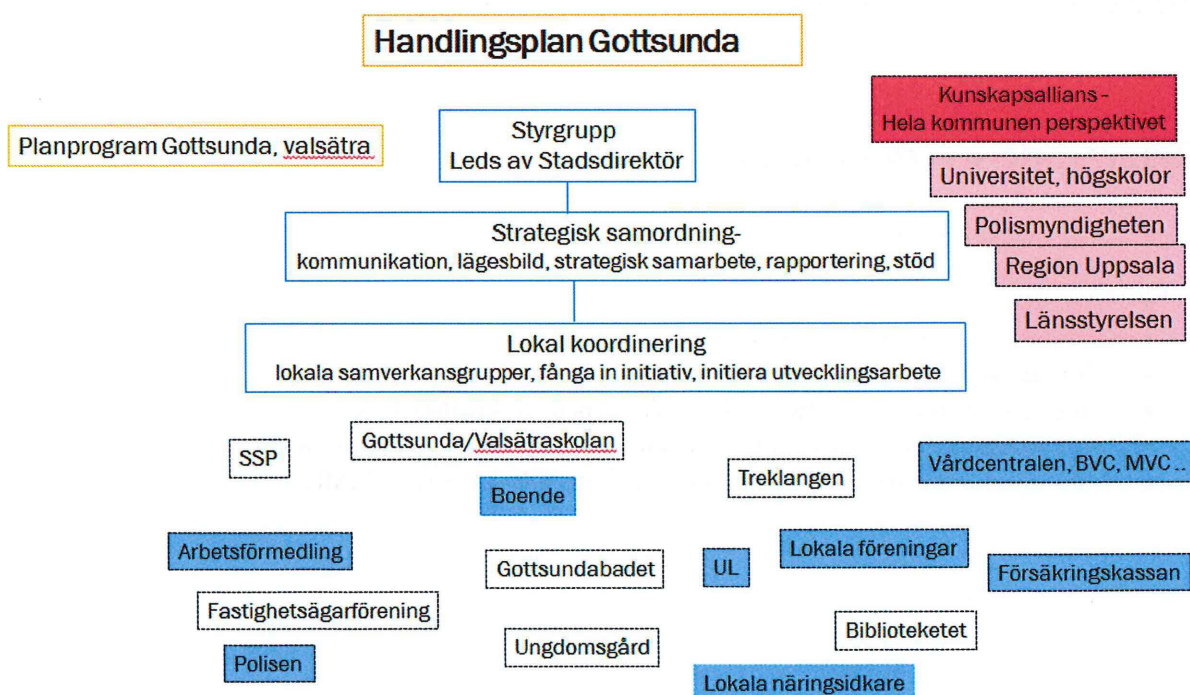 Handlingsplan Gottsunda
Planprogram Gottsunda, valsätra
Styrgrupp
Leds av Stadsdirektör
Kunskapsallians -
Hela kommunen perspektivet
Universitet, högskolor
Polismyndigheten
Region Uppsala
Länsstyrelsen
Strategisk samordning-
kommunikation, lägesbild, strategisk samarbete, rapportering, stöd
Lokal koordinering
lokala samverkansgrupper, fånga in initiativ, initiera utvecklingsarbete
SSP
Gottsunda/Valsätraskolan
Boende
Treklangen
Vårdcentralen, BVC, MVC ..
Arbetsförmedling
Gottsundabadet
UL
Lokala föreningar
Försäkringskassan
Fastighetsägarförening
Polisen
Ungdomsgård
Biblioteketet
Lokala näringsidkare